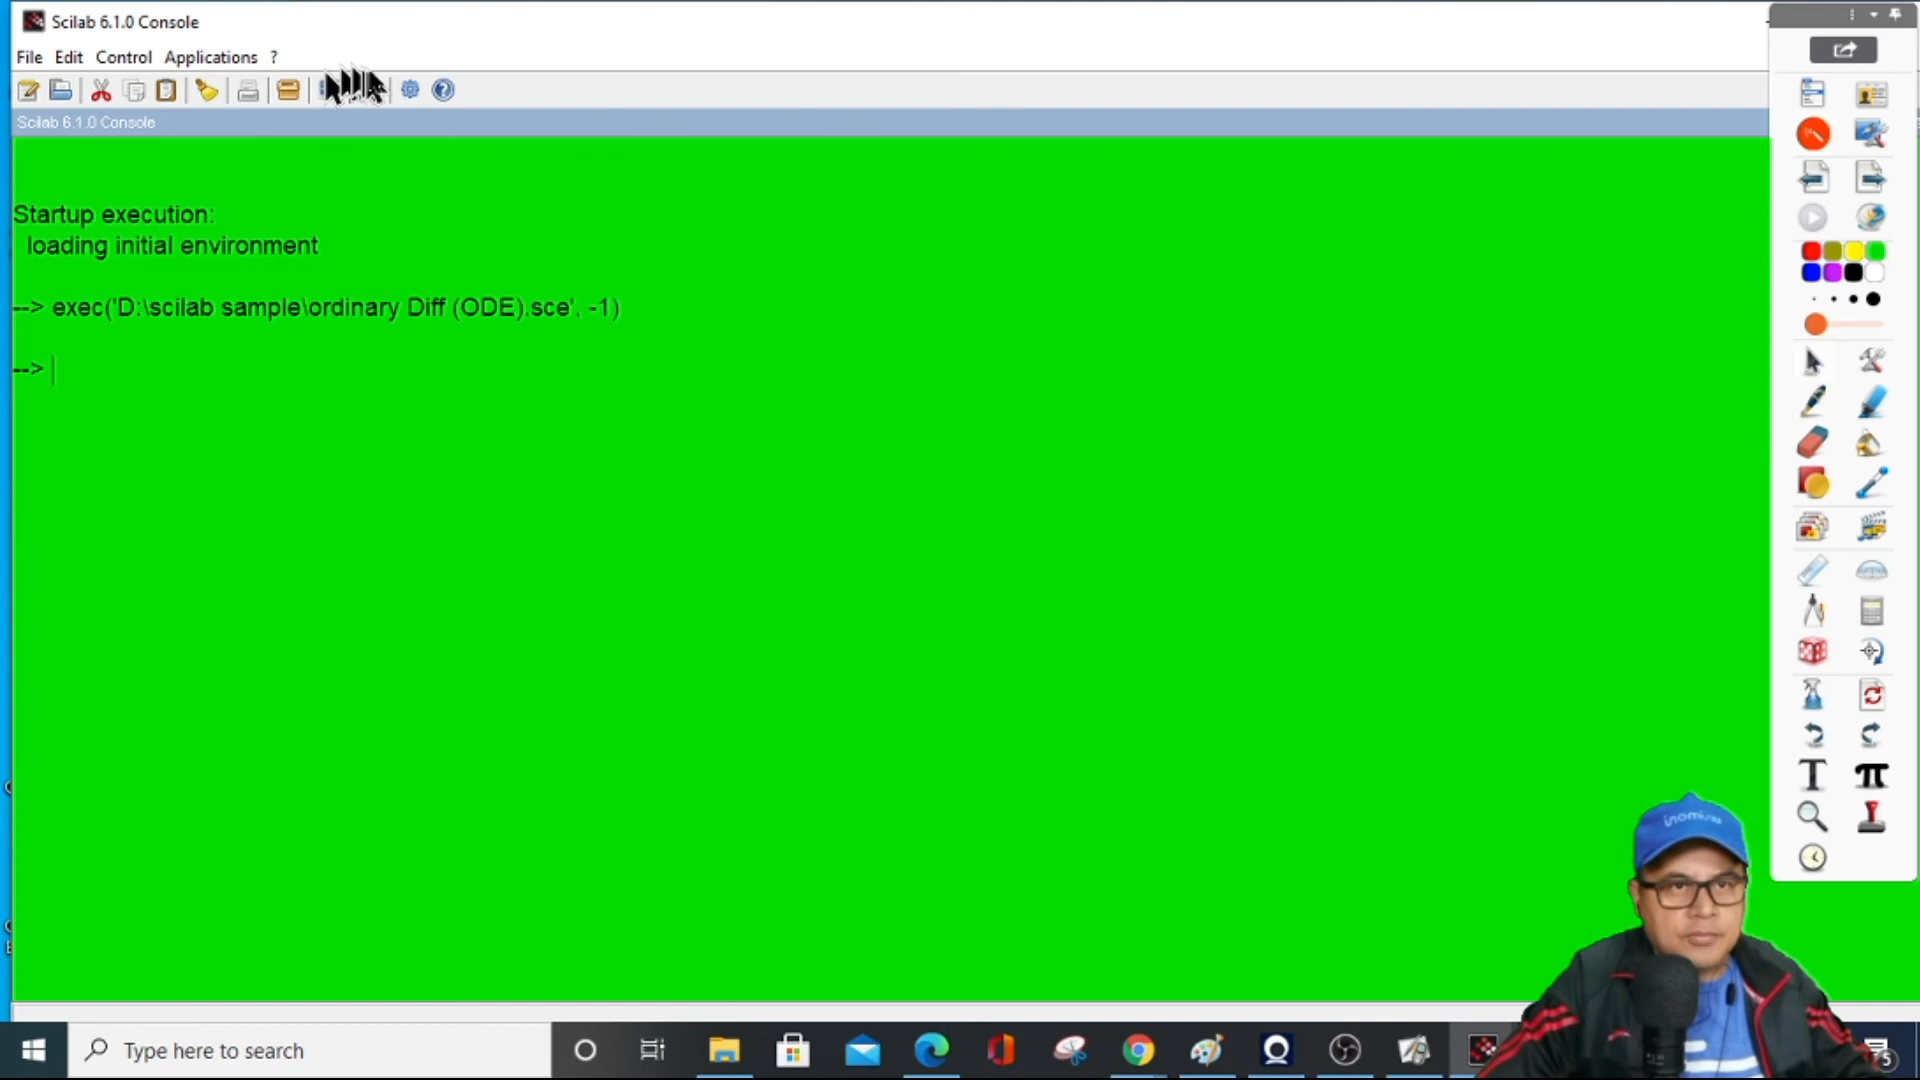 Scilab 6.1.0 Console
File Edit Control Applications ?
Scilab 6.1.0 Console
Startup execution:
loading initial environment
--> exec('D:\scilab sample\ordinary Diff (ODE).sce', -1)
-->
T π
Type here to search
5